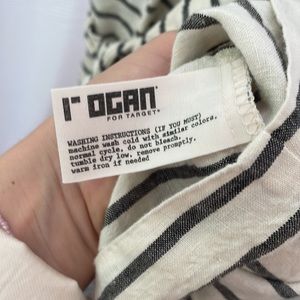 rOGAN
FOR TARGET
WASHING INSTRUCTIONS (IF YOU MUST)
machine wash cold with similar colors.
normal cycle. do not bleach.
tumble dry low. remove promptly.
warm iron if needed